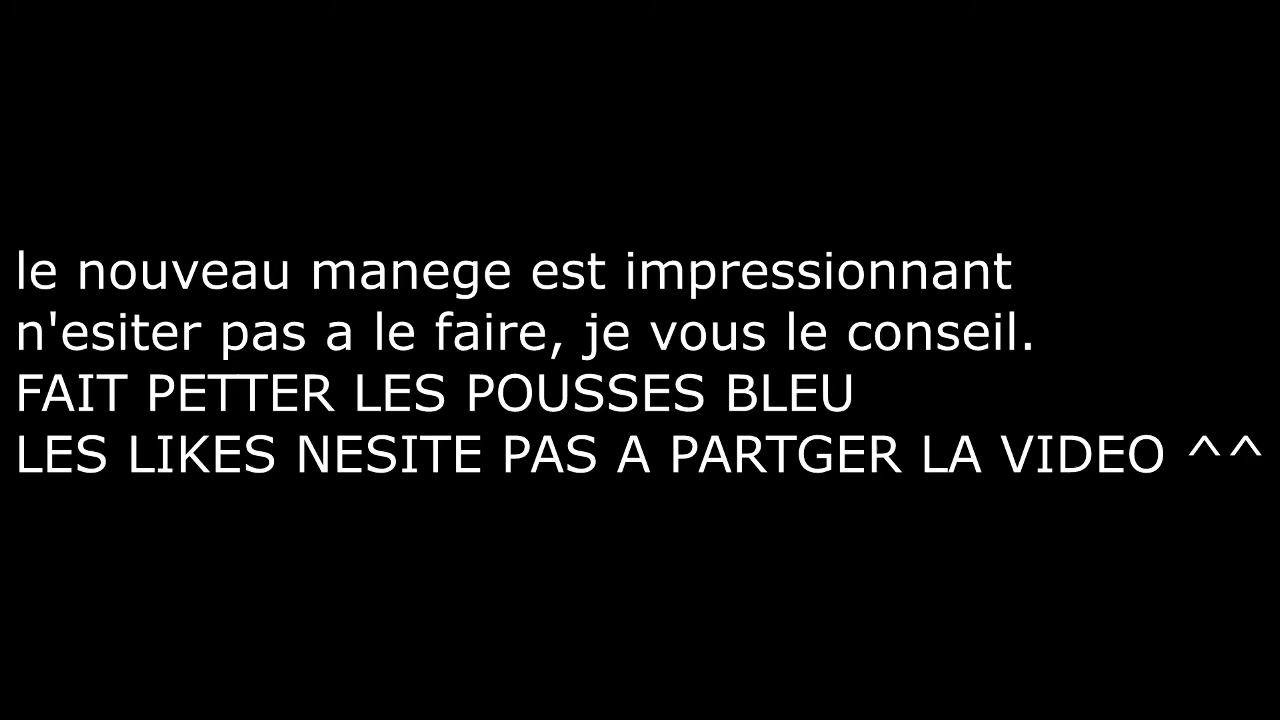 le nouveau manege est impressionnant
n'esiter pas a le faire, je vous le conseil.
FAIT PETTER LES POUSSES BLEU
LES LIKES NESITE PAS A PARTGER LA VIDEO ^^